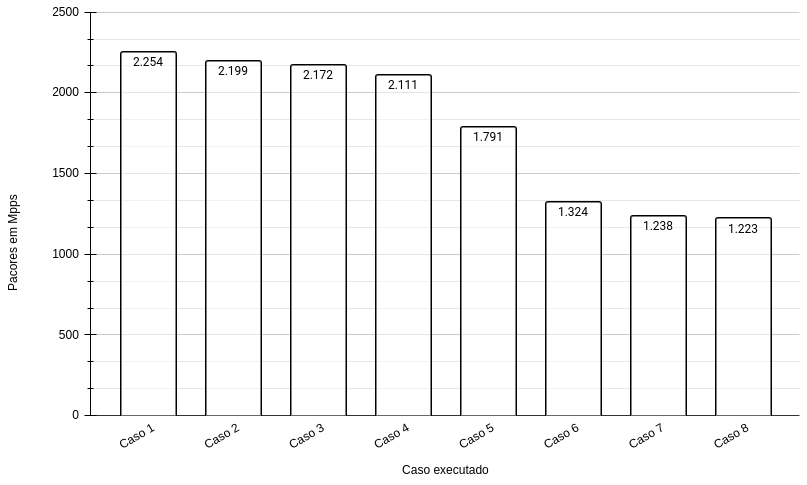 2500
2000
1500
1000
500
0
Pacores em Mpps
2.254
2.199
2.172
2.111
1.791
1.324
1.238
1.223
Caso 1
Caso 2
Caso 3
Caso 4
Caso 5
Caso 6
Caso 7
Caso 8
Caso executado